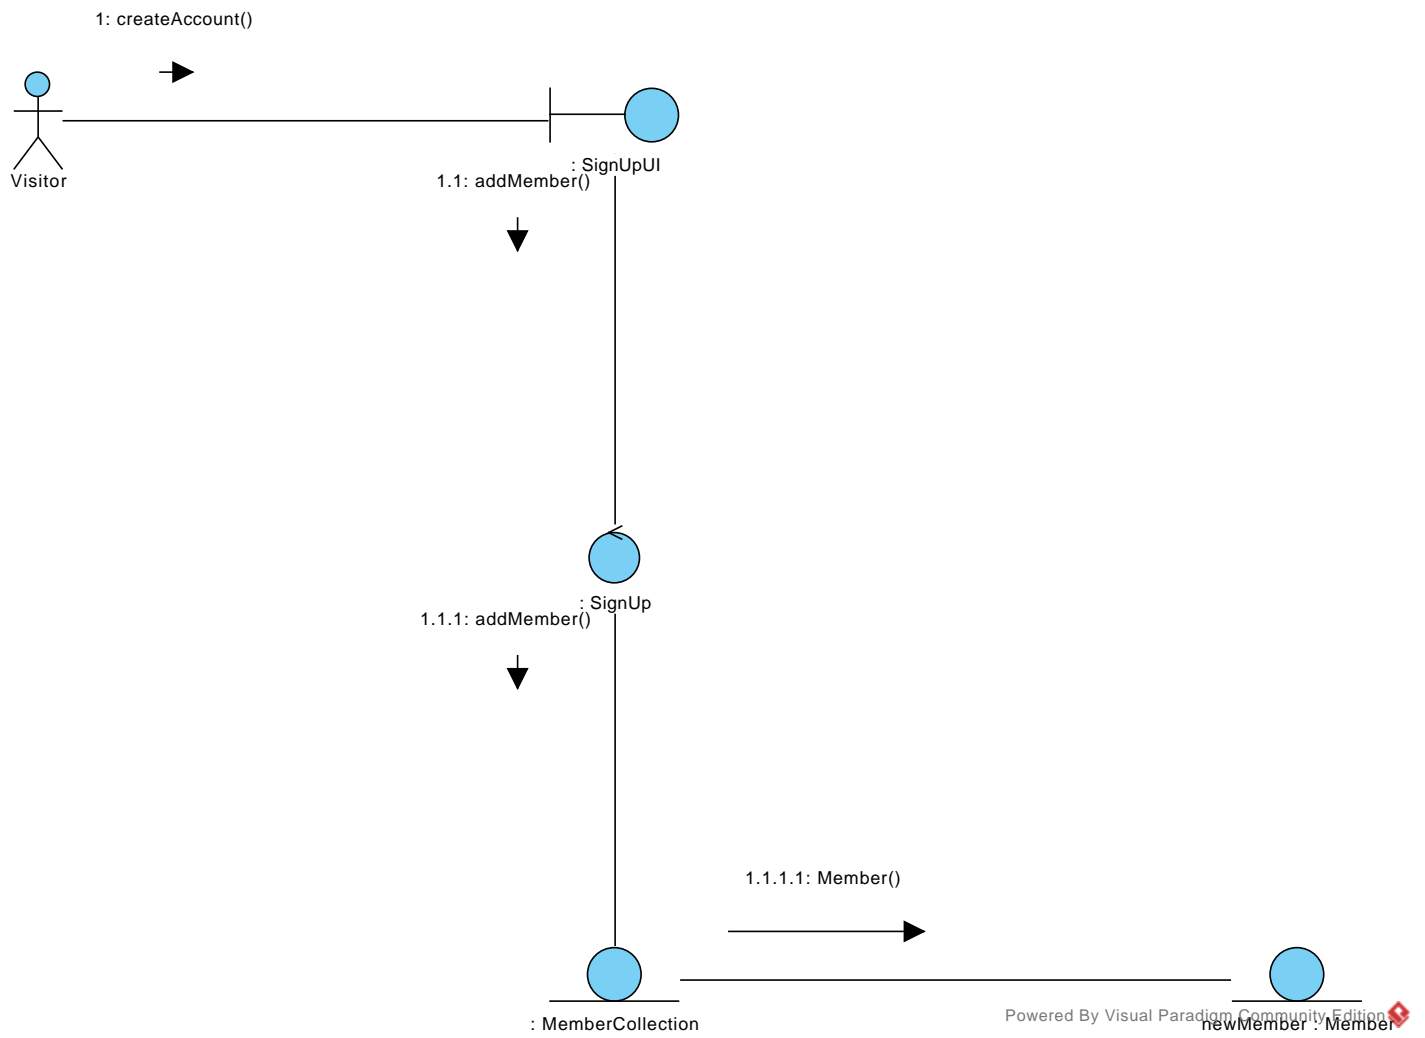 1: createAccount()
Visitor
: SignUpUI
1.1: addMember()
: SignUp
1.1.1: addMember()
1.1.1.1: Member()
: MemberCollection
Powered By Visual Paradigm Community Edition
newMember : Member